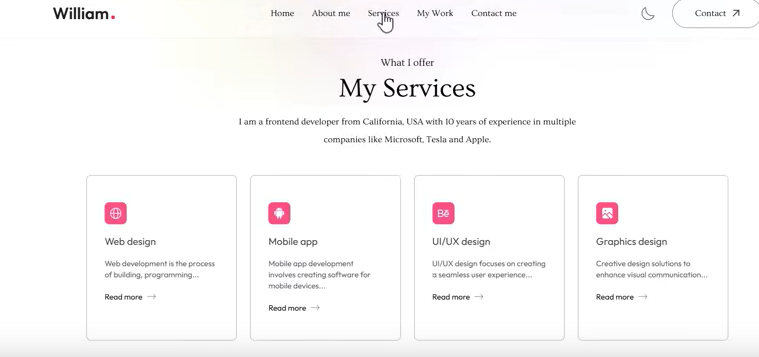 William.
Home About me Services My Work Contact me
Contact
What I offer
My Services
I am a frontend developer from California, USA with 10 years of experience in multiple
companies like Microsoft, Tesla and Apple.
Web design
Web development is the process
of building, programming...
Read more
Mobile app
Mobile app development
involves creating software for
mobile devices...
Read more
Bē
UI/UX design
UI/UX design focuses on creating
a seamless user experience...
Read more
Graphics design
Creative design solutions to
enhance visual communication...
Read more